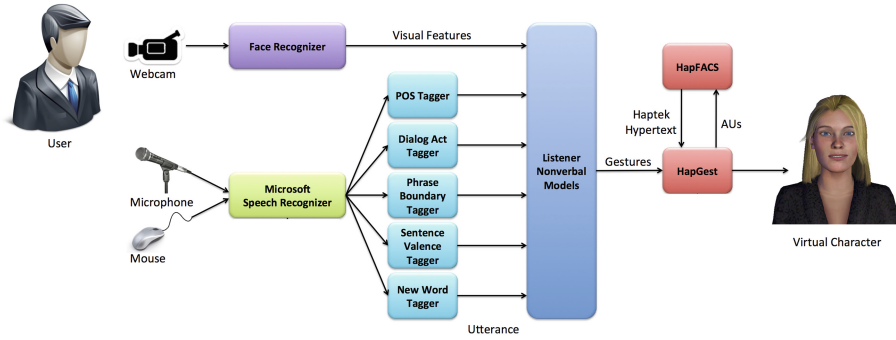 User
Webcam
Face Recognizer
Visual Features
Microphone
Mouse
Microsoft
Speech Recognizer
POS Tagger
Dialog Act
Tagger
Phrase
Boundary
Tagger
Sentence
Valence
Tagger
New Word
Tagger
Utterance
Listener
Nonverbal
Models
Gestures
HapFACS
Haptek
Hypertext
AUs
HapGest
Virtual Character